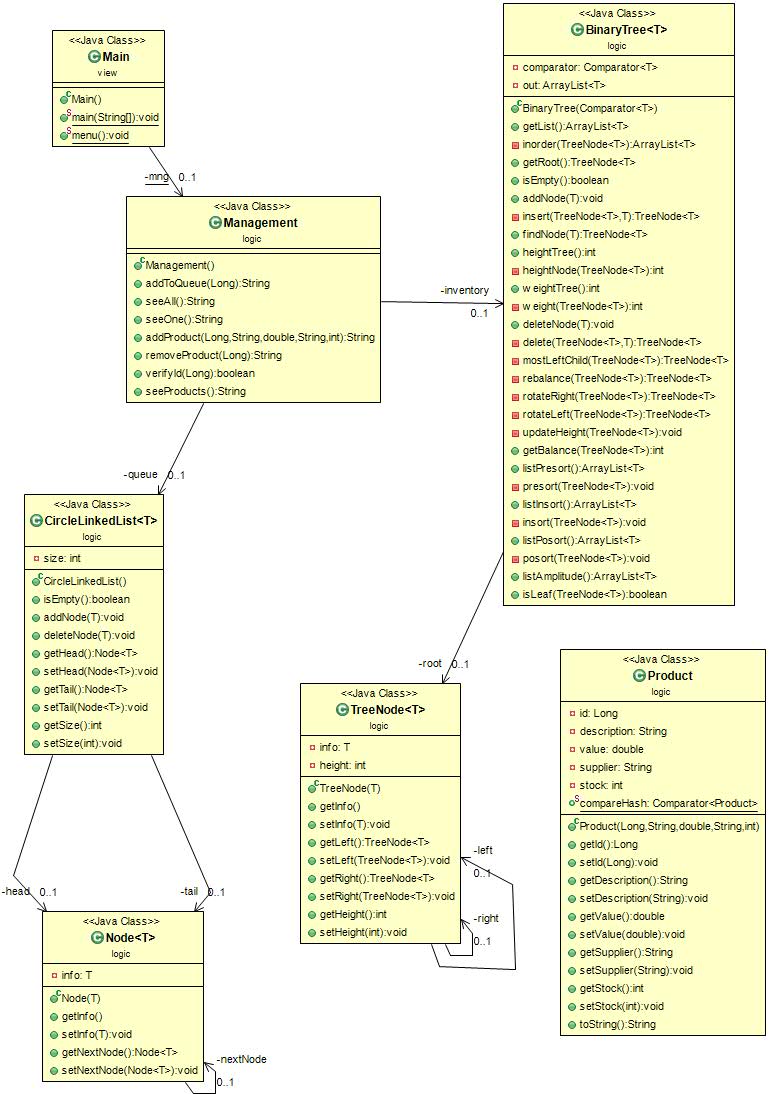 <<Java Class>>
Main
view
Main()
main(String[]):void
menu():void
-mng 0..1
<<Java Class>>
Management
logic
Management()
addToQueue(Long):String
seeAll():String
seeOne():String
addProduct(Long,String,double,String,int):String
removeProduct(Long):String
verifyId(Long):boolean
seeProducts():String
-inventory
0..1
-queue 0..1
<<Java Class>>
BinaryTree<T>
logic
comparator: Comparator<T>
out: ArrayList<T>
BinaryTree(Comparator<T>)
getList():ArrayList<T>
inorder(TreeNode<T>):ArrayList<T>
getRoot():TreeNode<T>
isEmpty():boolean
addNode(T):void
insert(TreeNode<T>,T):TreeNode<T>
findNode(T):TreeNode<T>
heightTree():int
heightNode(TreeNode<T>):int
weightTree():int
weight(TreeNode<T>):int
deleteNode(T):void
delete(TreeNode<T>,T):TreeNode<T>
mostLeftChild(TreeNode<T>):TreeNode<T>
rebalance(TreeNode<T>):TreeNode<T>
rotateRight(TreeNode<T>):TreeNode<T>
rotateLeft(TreeNode<T>):TreeNode<T>
updateHeight(TreeNode<T>):void
getBalance(TreeNode<T>):int
listPresort():ArrayList<T>
presort(TreeNode<T>):void
listInsort():ArrayList<T>
insort(TreeNode<T>):void
listPosort():ArrayList<T>
posort(TreeNode<T>):void
listAmplitude():ArrayList<T>
isLeaf(TreeNode<T>):boolean
-root 0..1
<<Java Class>>
CircleLinkedList<T>
logic
size: int
CircleLinkedList()
isEmpty():boolean
addNode(T):void
deleteNode(T):void
getHead():Node<T>
setHead(Node<T>):void
getTail():Node<T>
setTail(Node<T>):void
getSize():int
setSize(int):void
-head 0..1
-tail 0..1
<<Java Class>>
Node<T>
logic
info: T
Node(T)
getInfo()
setInfo(T):void
getNextNode():Node<T>
setNextNode(Node<T>):void
-nextNode
0..1
<<Java Class>>
TreeNode<T>
logic
info: T
height: int
TreeNode(T)
getInfo()
setInfo(T):void
getLeft():TreeNode<T>
setLeft(TreeNode<T>):void
getRight():TreeNode<T>
setRight(TreeNode<T>):void
getHeight():int
setHeight(int):void
-left
0..1
-right
0..1
<<Java Class>>
Product
logic
id: Long
description: String
value: double
supplier: String
stock: int
compareHash: Comparator<Product>
Product(Long,String,double,String,int)
getId():Long
setId(Long):void
getDescription():String
setDescription(String):void
getValue():double
setValue(double):void
getSupplier():String
setSupplier(String):void
getStock():int
setStock(int):void
toString():String